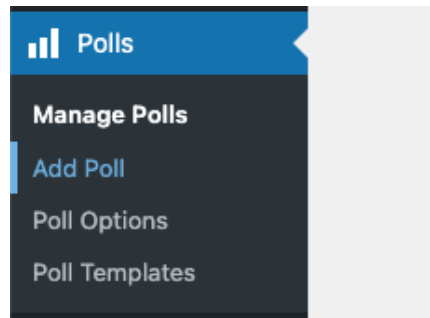 Polls
Manage Polls
Add Poll
Poll Options
Poll Templates